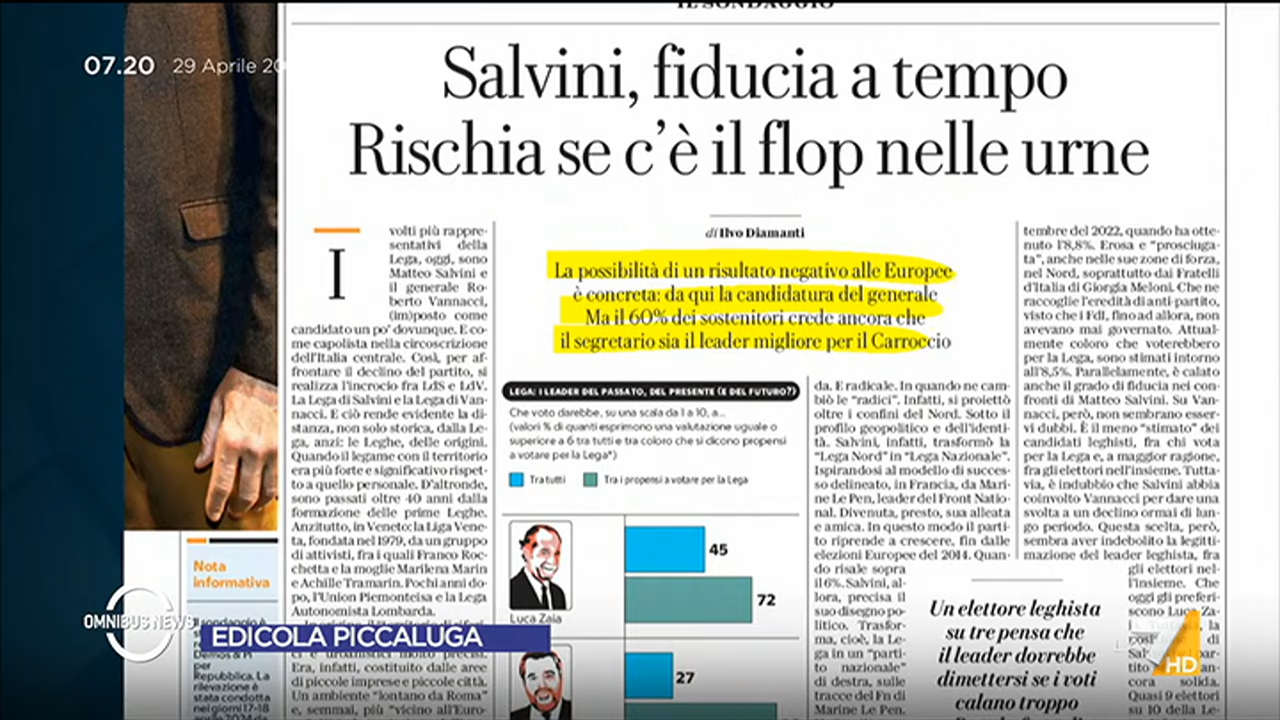 IL SONDAGGIO
07.20 29 Aprile 20
Salvini, fiducia a tempo
Rischia se c'è il flop nelle urne
di Ilvo Diamanti
La possibilità di un risultato negativo alle Europee
è concreta: da qui la candidatura del generale
Ma il 60% dei sostenitori crede ancora che
il segretario sia il leader migliore per il Carroccio
I
volti più rappre-
sentativi della
Lega, oggi, sono
Matteo Salvini e
il generale Ro-
berto Vannacci,
(im)posto come
candidato un po' dovunque. E co-
me capolista nella circoscrizione
dell'Italia centrale. Così, per af-
frontare il declino del partito, si
realizza l'incrocio fra LdS e LdV.
La Lega di Salvini e la Lega di Van-
nacci. E ciò rende evidente la di-
stanza, non solo storica, dalla Le-
ga, anzi: le Leghe, delle origini.
Quando il legame con il territorio
era più forte e significativo rispet-
to a quello personale. D'altronde,
sono passati oltre 40 anni dalla
formazione delle prime Leghe.
Anzitutto, in Veneto: la Liga Vene-
ta, fondata nel 1979, da un gruppo
di attivisti, fra i quali Franco Roc-
chetta e la moglie Marilena Marin
e Achille Tramarin. Pochi anni do-
po, l'Union Piemonteisa e la Lega
Autonomista Lombarda.
Era, infatti, costituito dalle aree
di piccole imprese e piccole città.
Un ambiente "lontano da Roma"
e, semmai, più "vicino all'Euro-
LEGA: I LEADER DEL PASSATO, DEL PRESENTE (E DEL FUTURO?)
Che voto darebbe, su una scala da 1 a 10, a...
(valori % di quanti esprimono una valutazione uguale o
superiore a 6 tra tutti e tra coloro che si dicono propensi
a votare per la Lega*)
Tra tutti Tra i propensi a votare per la Lega
45
72
Luca Zaia
27
da. E radicale. In quando ne cam-
biò le "radici". Infatti, si proiettò
oltre i confini del Nord. Sotto il
profilo geopolitico e dell'identi-
tà. Salvini, infatti, trasformò la
"Lega Nord" in "Lega Nazionale".
Ispirandosi al modello di succes-
so delineato, in Francia, da Mari-
ne Le Pen, leader del Front Natio-
nal. Divenuta, presto, sua alleata
e amica. In questo modo il parti-
to riprende a crescere, fin dalle
elezioni Europee del 2014. Quan-
do risale sopra
il 6%. Salvini, al-
lora, precisa il
suo disegno po-
litico. Trasfor-
ma, cioè, la Le-
ga in un "parti-
to nazionale"
di destra, sulle
tracce del Fn di
Marine Le Pen.
Un elettore leghista
su tre pensa che
il leader dovrebbe
dimettersi se i voti
calano troppo
tembre del 2022, quando ha otte-
nuto l'8,8%. Erosa e "prosciuga-
ta", anche nelle sue zone di forza,
nel Nord, soprattutto dai Fratelli
d'Italia di Giorgia Meloni. Che ne
raccoglie l'eredità di anti-partito,
visto che i FdI, fino ad allora, non
avevano mai governato. Attual-
mente coloro che voterebbero
per la Lega, sono stimati intorno
all'8,5%. Parallelamente, è calato
anche il grado di fiducia nei con-
fronti di Matteo Salvini. Su Van-
nacci, però, non sembrano esser-
vi dubbi. È il meno "stimato" dei
candidati leghisti, fra chi vota
per la Lega e, a maggior ragione,
fra gli elettori nell'insieme. Tutta-
via, è indubbio che Salvini abbia
coinvolto Vannacci per dare una
svolta a un declino ormai di lun-
go periodo. Questa scelta, però,
sembra aver indebolito la legitti-
mazione del leader leghista, fra
gli elettori nel-
l'insieme. Che
oggi gli preferi-
scono Luca Za-
cora solida.
Quasi 9 elettori
su 10 della Le-
Nota
informativa
Demos & Pi
per
Repubblica. La
rilevazione è
stata condotta
nei giorni 17-18
OMNIBUS NEWS
EDICOLA PICCALUGA
HD